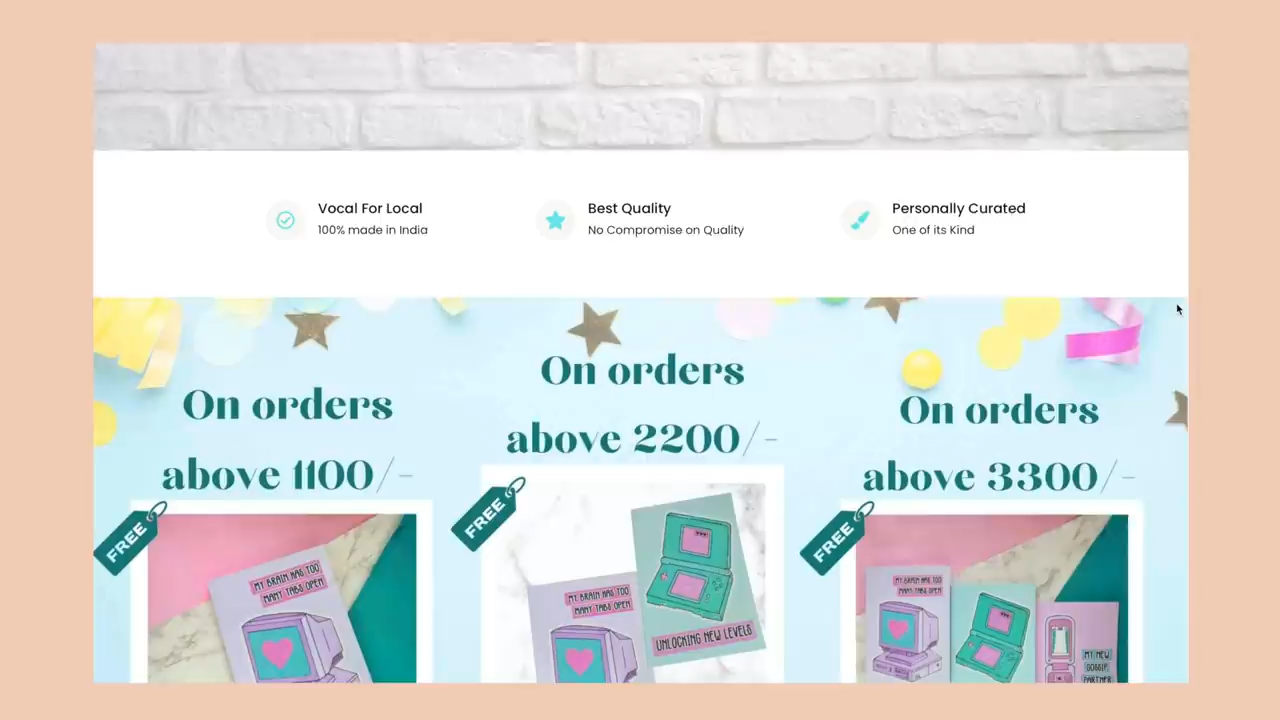 Vocal For Local
100% made in India
Best Quality
No Compromise on Quality
Personally Curated
One of its Kind
On orders
above 1100/-
On orders
above 2200/-
On orders
above 3300/-
FREE
MY BRAIN HAS TOO
MANY TABS OPEN
FREE
MY BRAIN HAS TOO
MANY TABS OPEN
UNLOCKING NEW LEVELS
FREE
MY BRAIN HAS TOO
MANY TABS OPEN
MY NEW
GOSSIP
PARTNER